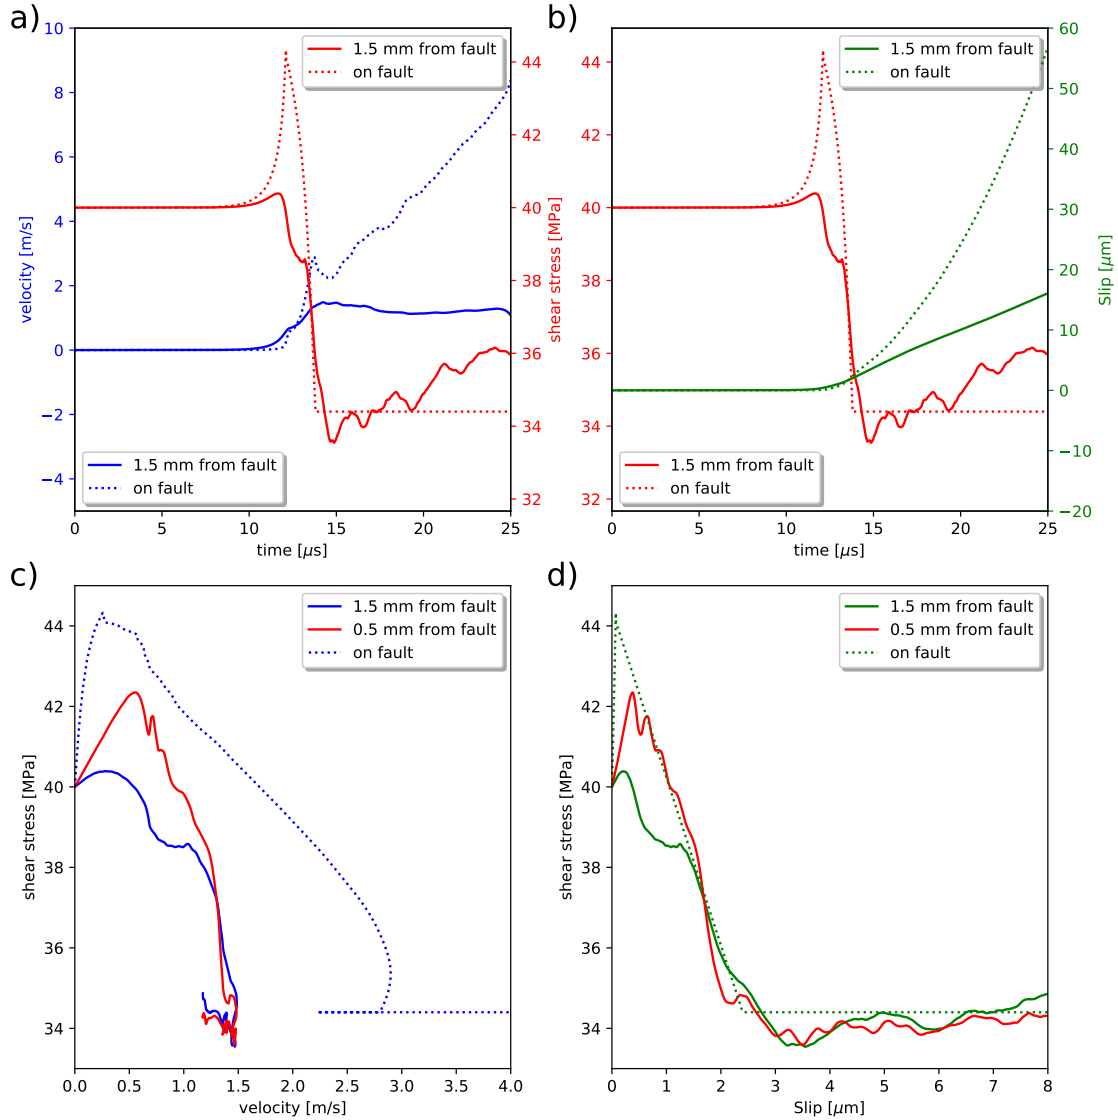 a)
10
8
6
4
2
0
−2
−4
velocity [m/s]
0
5
10
15
20
25
time [μs]
44
42
40
38
36
34
32
shear stress [MPa]
1.5 mm from fault
on fault
1.5 mm from fault
on fault
b)
44
42
40
38
36
34
32
0
5
10
15
20
25
time [μs]
60
50
40
30
20
10
0
−10
−20
Slip [μm]
1.5 mm from fault
on fault
1.5 mm from fault
on fault
c)
44
42
40
38
36
34
shear stress [MPa]
0.0
0.5
1.0
1.5
2.0
2.5
3.0
3.5
4.0
velocity [m/s]
1.5 mm from fault
0.5 mm from fault
on fault
d)
44
42
40
38
36
34
shear stress [MPa]
0
1
2
3
4
5
6
7
8
Slip [μm]
1.5 mm from fault
0.5 mm from fault
on fault